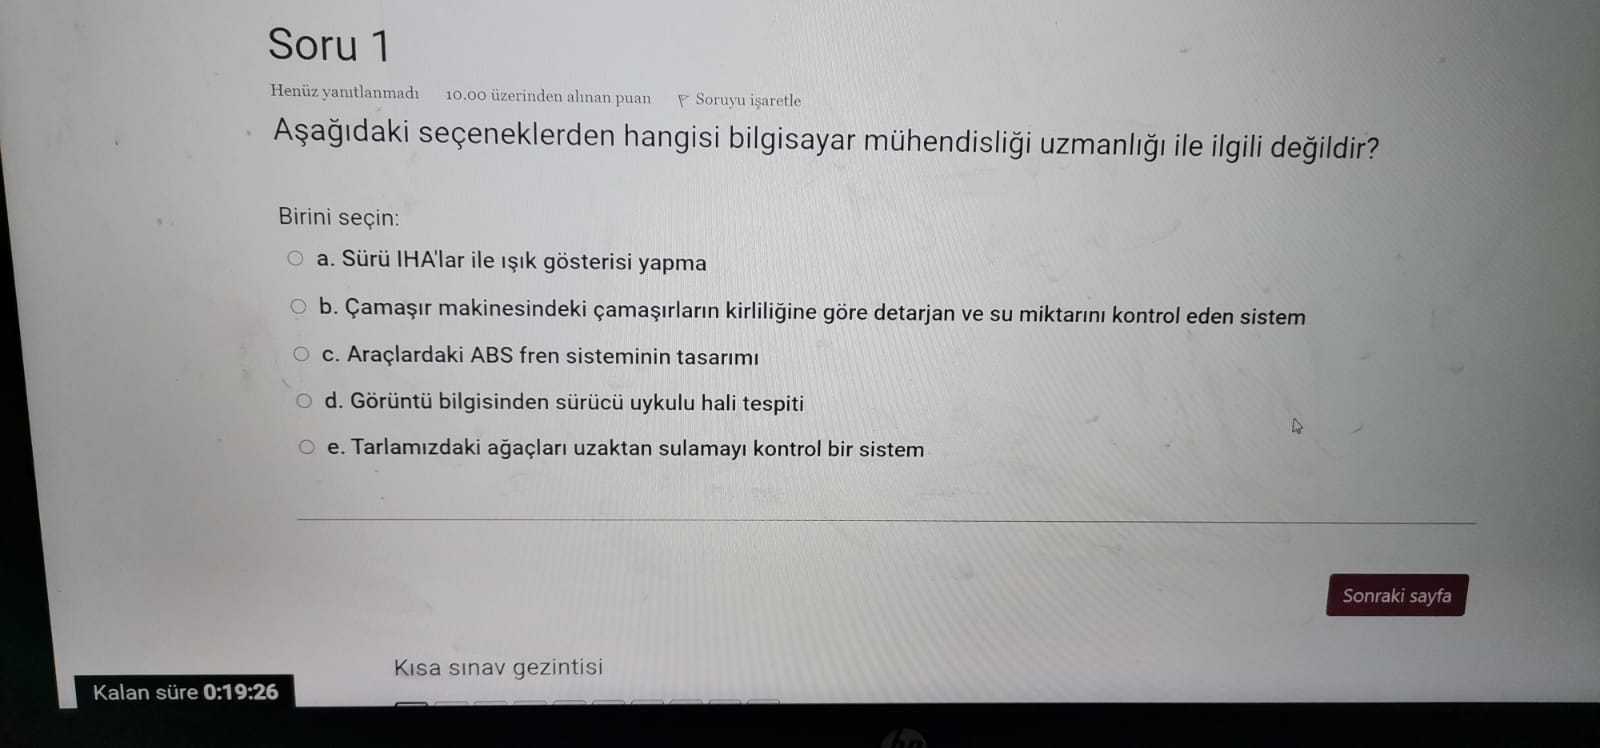 Soru 1
Henüz yanıtlanmadı 10.00 üzerinden alınan puan Soruyu işaretle
Aşağıdaki seçeneklerden hangisi bilgisayar mühendisliği uzmanlığı ile ilgili değildir?
Birini seçin:
a. Sürü IHA'lar ile ışık gösterisi yapma
b. Çamaşır makinesindeki çamaşırların kirliliğine göre detarjan ve su miktarını kontrol eden sistem
c. Araçlardaki ABS fren sisteminin tasarımı
d. Görüntü bilgisinden sürücü uykulu hali tespiti
e. Tarlamızdaki ağaçları uzaktan sulamayı kontrol bir sistem
Sonraki sayfa
Kısa sınav gezintisi
Kalan süre 0:19:26
hp